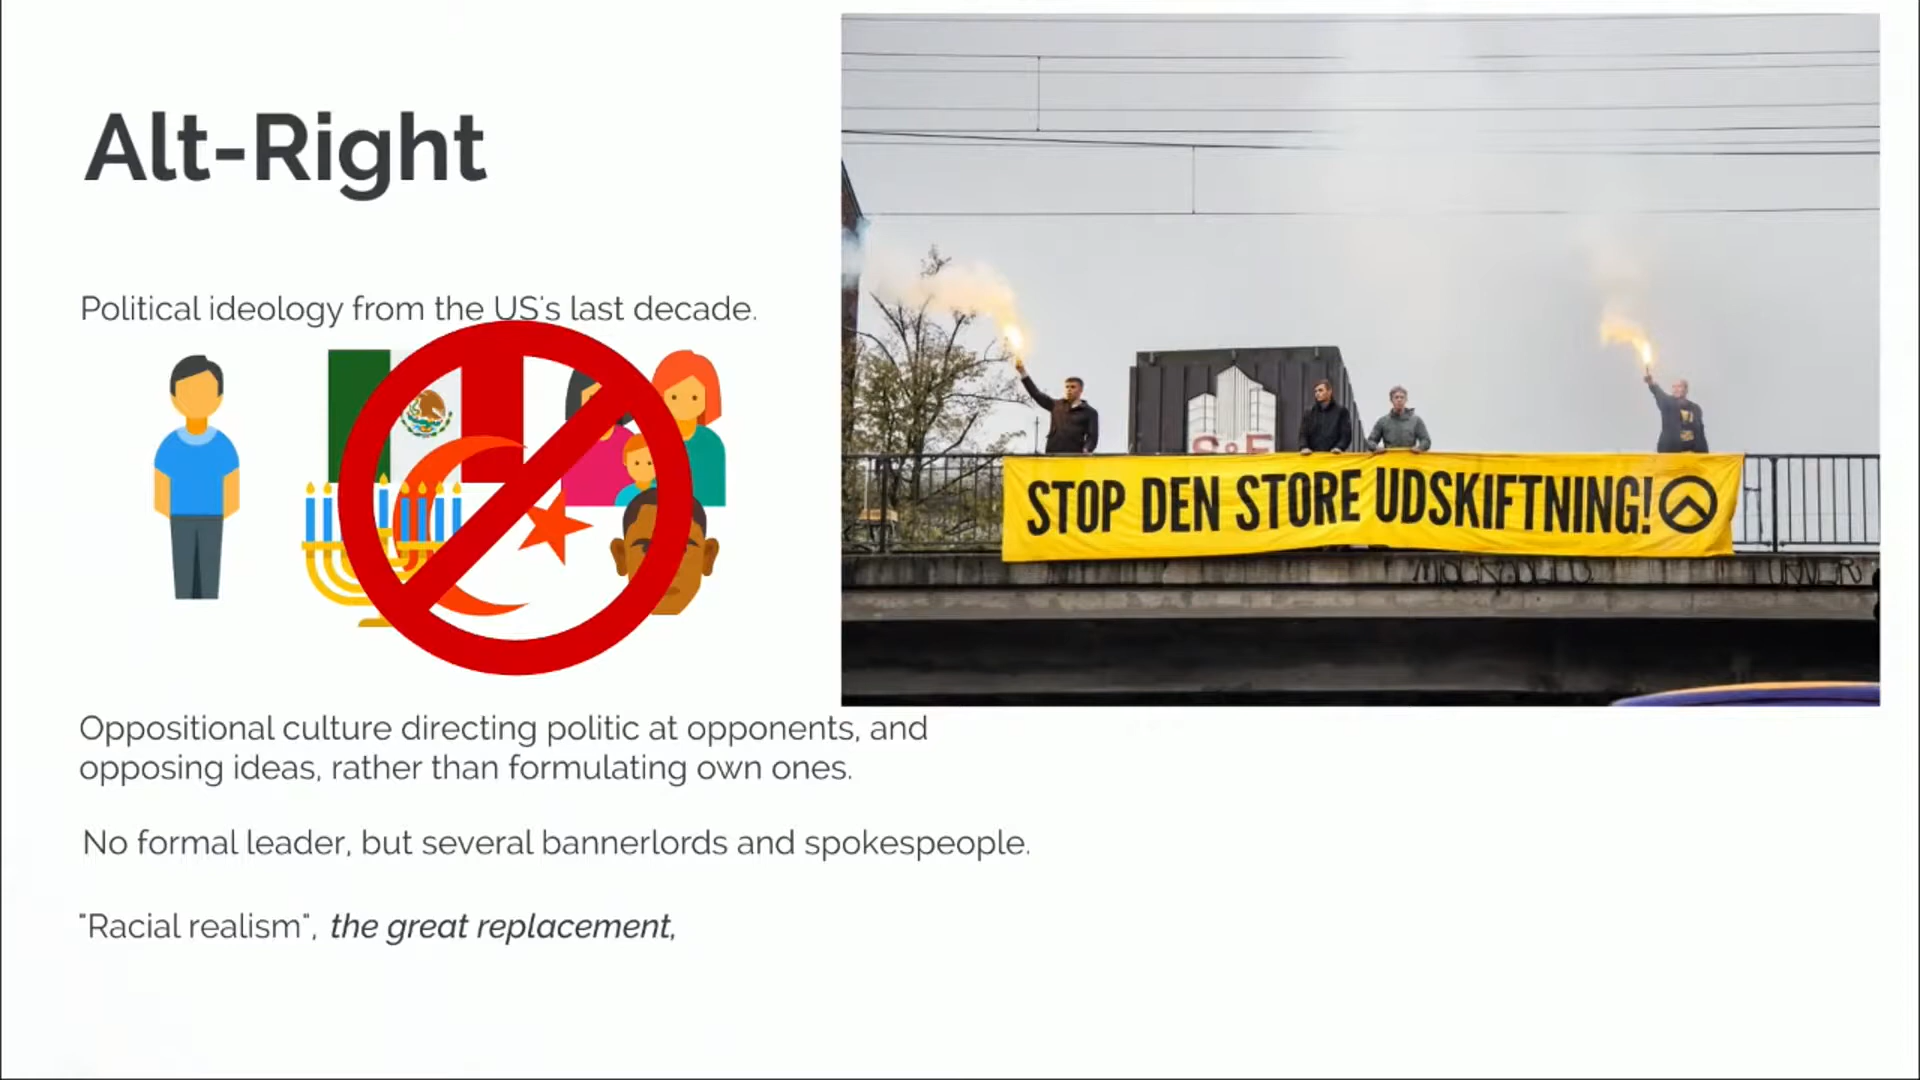 Alt-Right
Political ideology from the US's last decade.
S&F
STOP DEN STORE UDSKIFTNING!
Oppositional culture directing politic at opponents, and
opposing ideas, rather than formulating own ones.
No formal leader, but several bannerlords and spokespeople.
"Racial realism", the great replacement,